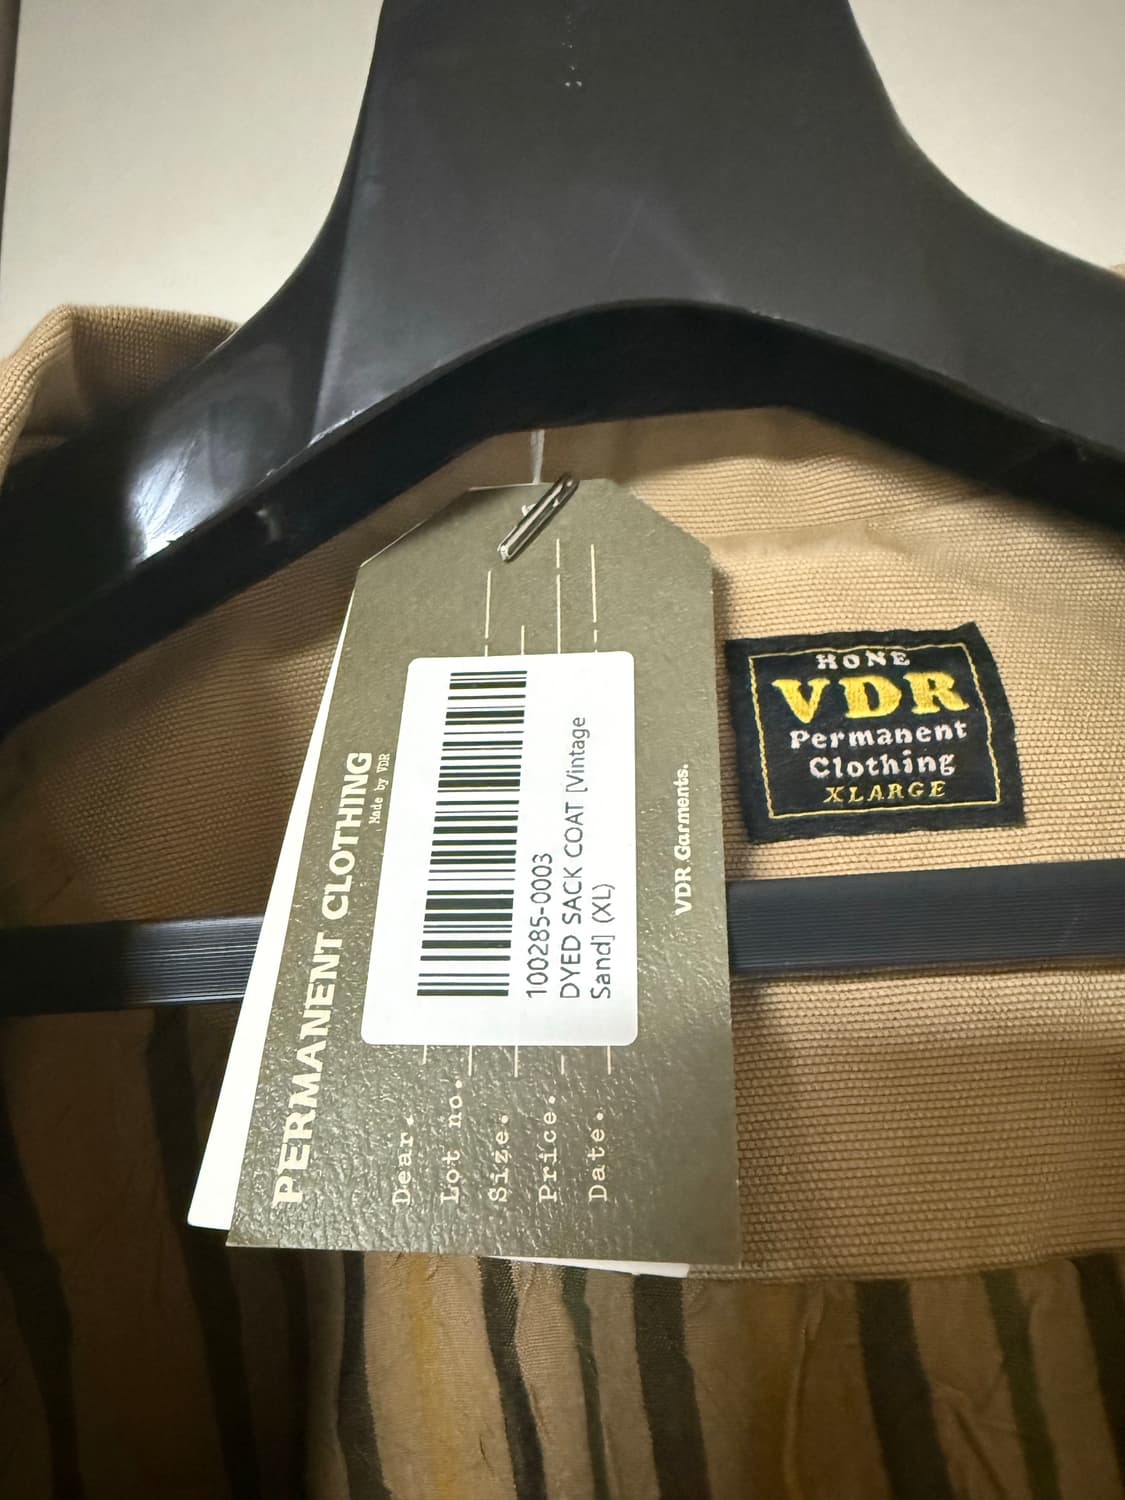 PERMANENT CLOTHING
Made by VDR
100285-0003
DYED SACK COAT [Vintage
Sand] (XL)
Dear.
Lot no.
Size.
Price.
Date.
VDR Garments.
HONE
VDR
Permanent
Clothing
XLARGE